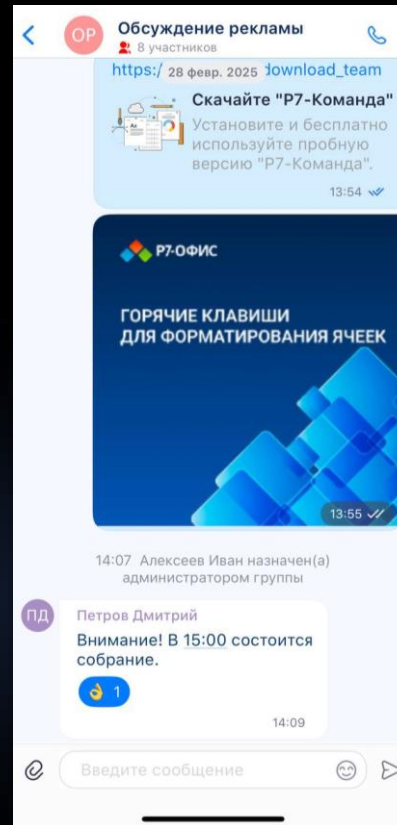 ОР
Обсуждение рекламы
8 участников
28 февр. 2025
https:/ download_team
Скачайте "Р7-Команда"
Установите и бесплатно
используйте пробную
версию "Р7-Команда".
13:54
Р7-ОФИС
ГОРЯЧИЕ КЛАВИШИ
ДЛЯ ФОРМАТИРОВАНИЯ ЯЧЕЕК
13:55
14:07 Алексеев Иван назначен(а)
администратором группы
ПД
Петров Дмитрий
Внимание! В 15:00 состоится
собрание.
1
14:09
Введите сообщение